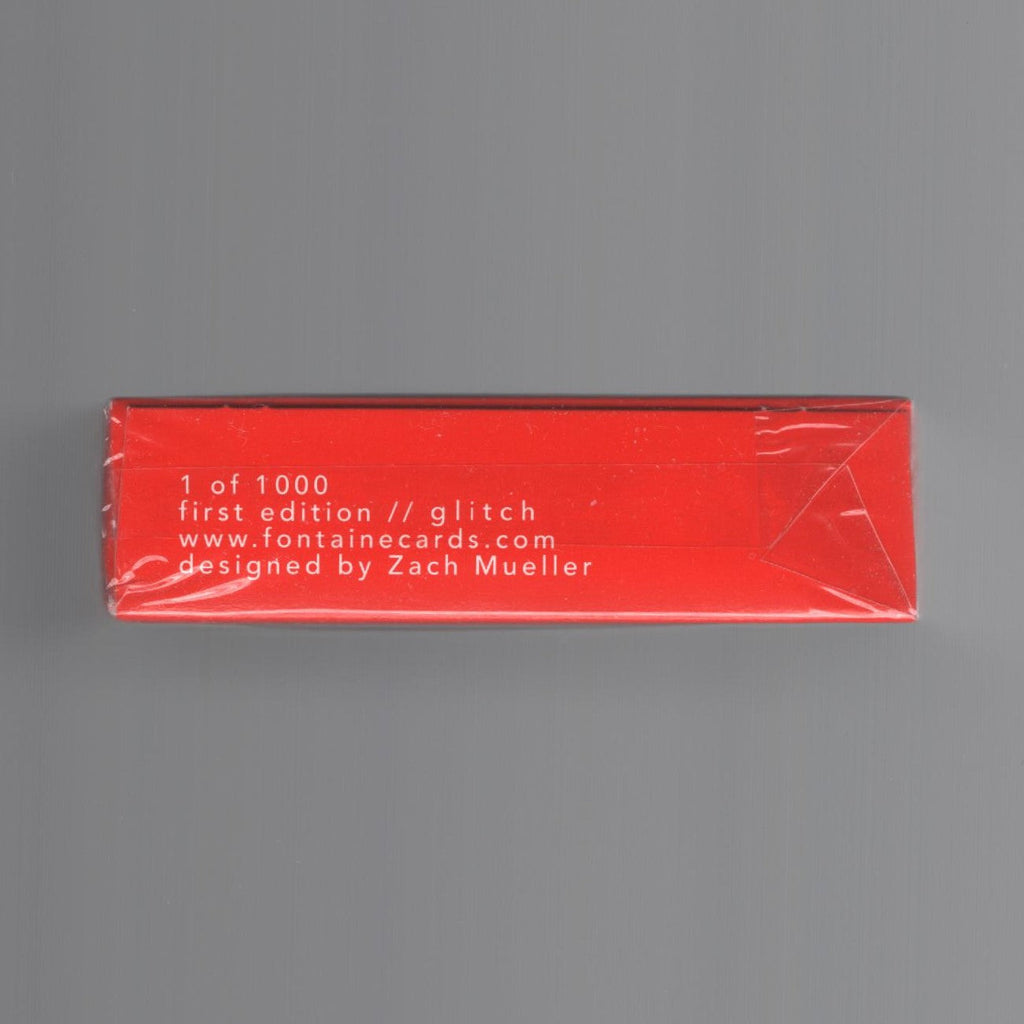 1 of 1000
first edition // glitch
www.fontainecards.com
designed by Zach Mueller